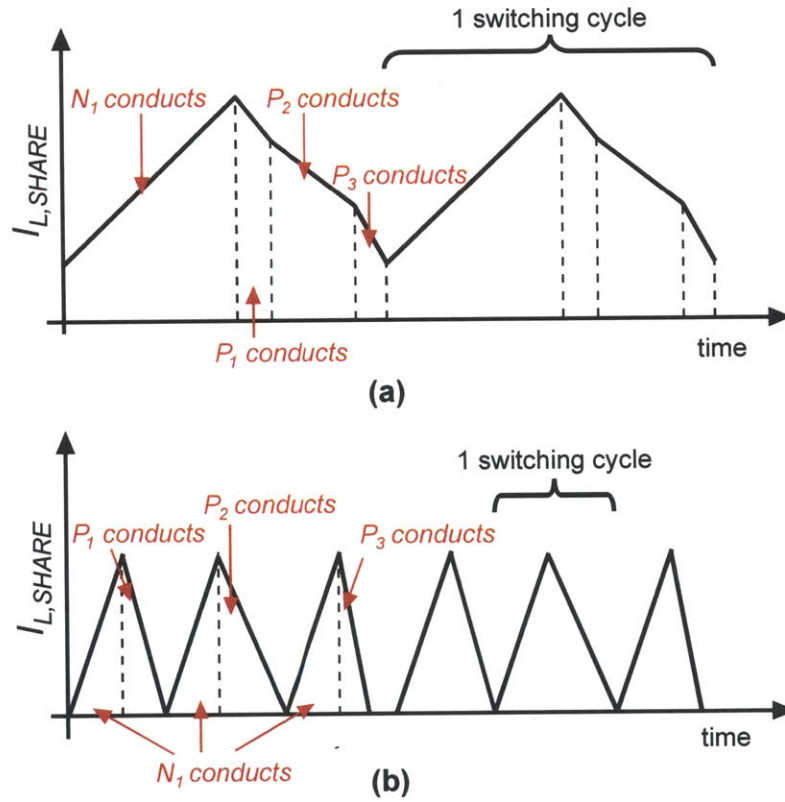 1 switching cycle
N1 conducts
P2 conducts
P3 conducts
IL,SHARE
P1 conducts
time
(a)
1 switching cycle
P1 conducts
P2 conducts
P3 conducts
IL,SHARE
time
N1 conducts
(b)